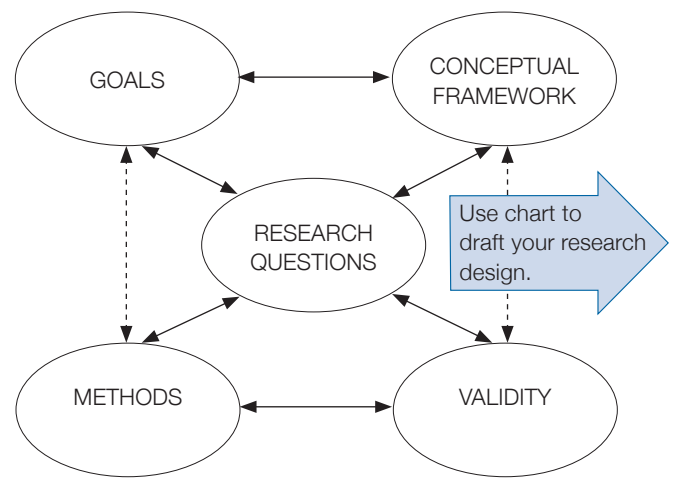 GOALS
CONCEPTUAL
FRAMEWORK
RESEARCH
QUESTIONS
Use chart to
draft your research
design.
METHODS
VALIDITY